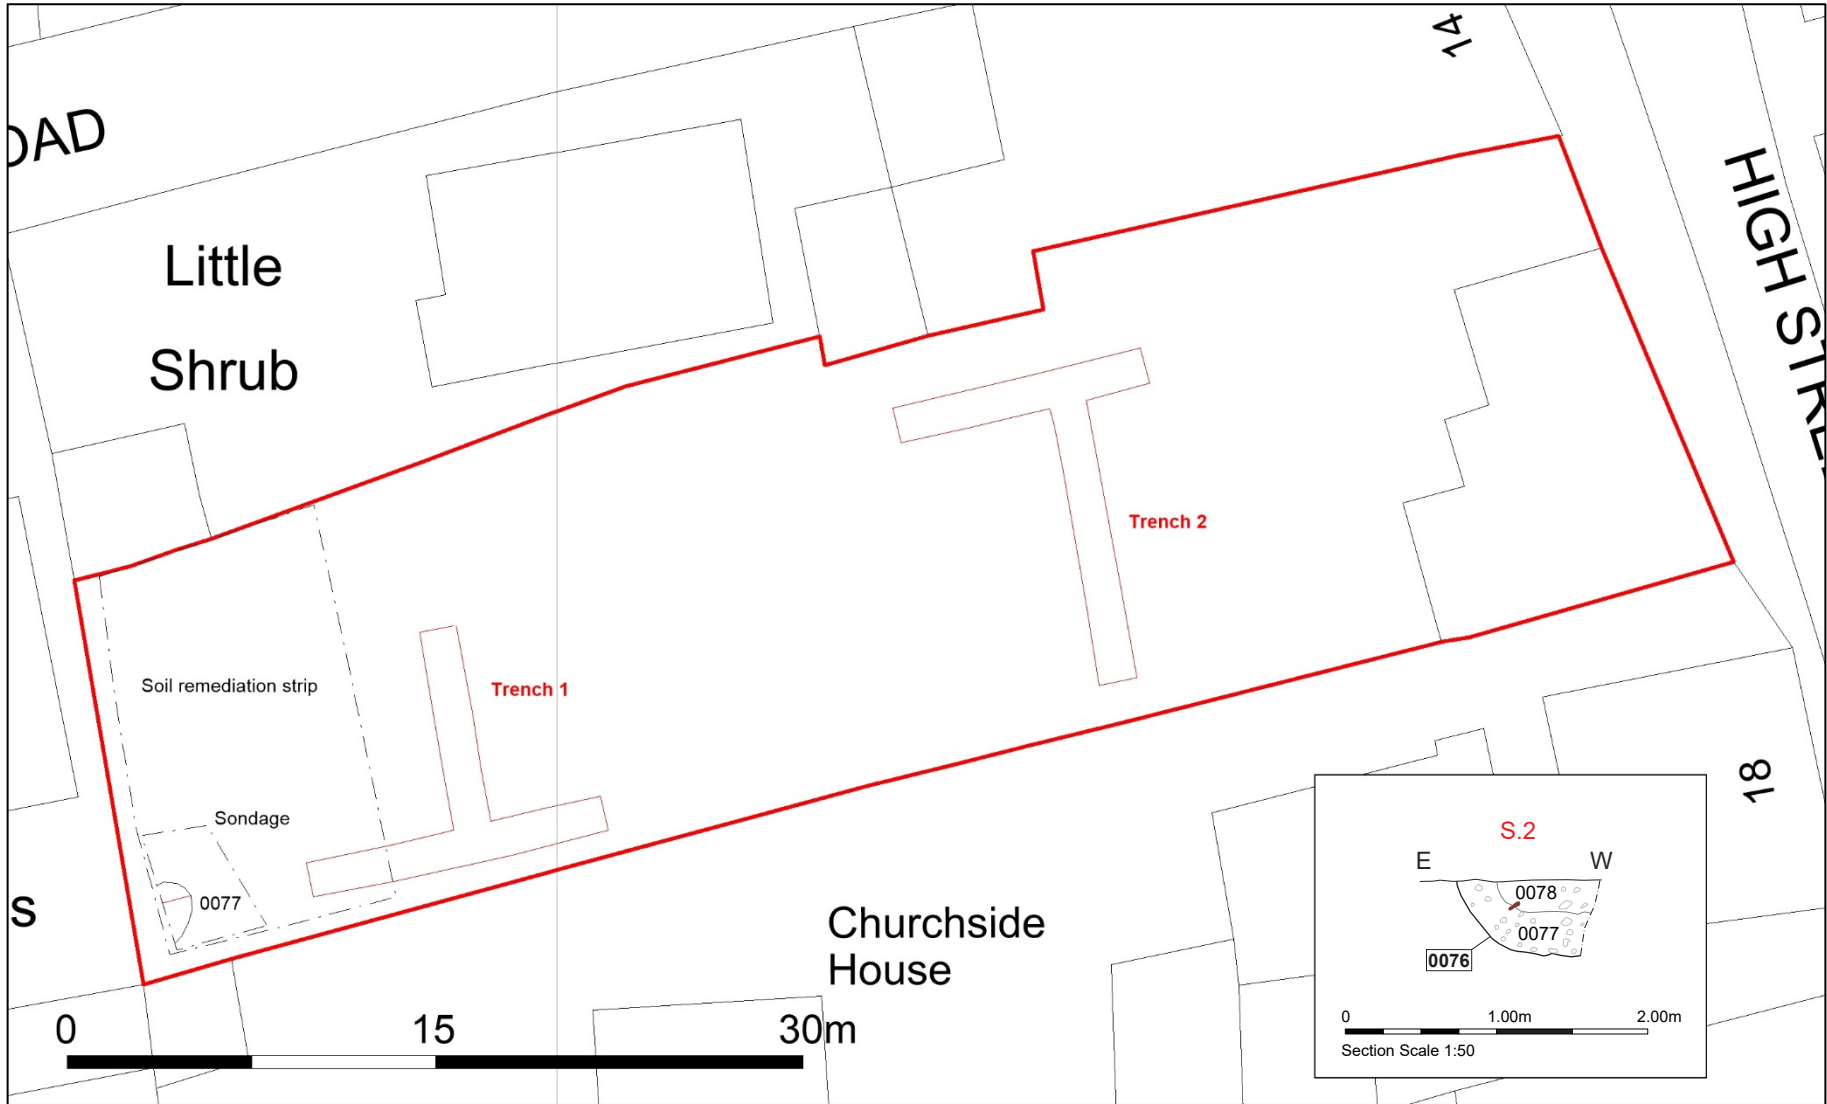 14
OAD
HIGH STRE
Little
Shrub
Trench 2
Soil remediation strip
Trench 1
Sondage
0077
18
s
Churchside
House
S.2
E W
0078
0077
0076
0 1.00m 2.00m
Section Scale 1:50
0 15 30m